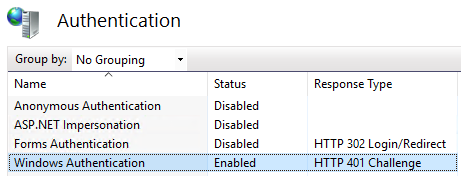 Authentication
Group by: No Grouping
Name Status Response Type
Anonymous Authentication Disabled
ASP.NET Impersonation Disabled
Forms Authentication Disabled HTTP 302 Login/Redirect
Windows Authentication Enabled HTTP 401 Challenge